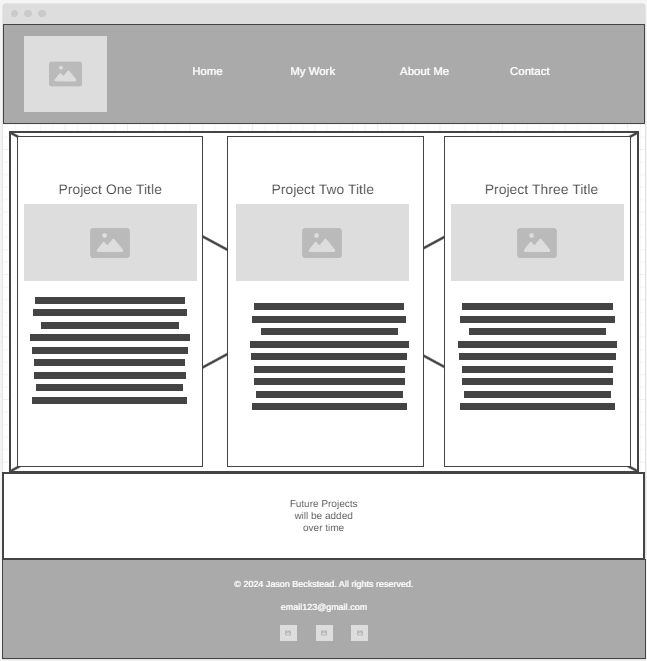 Home
My Work
About Me
Contact
Project One Title
Project Two Title
Project Three Title
Future Projects
will be added
over time
© 2024 Jason Beckstead. All rights reserved.
email123@gmail.com